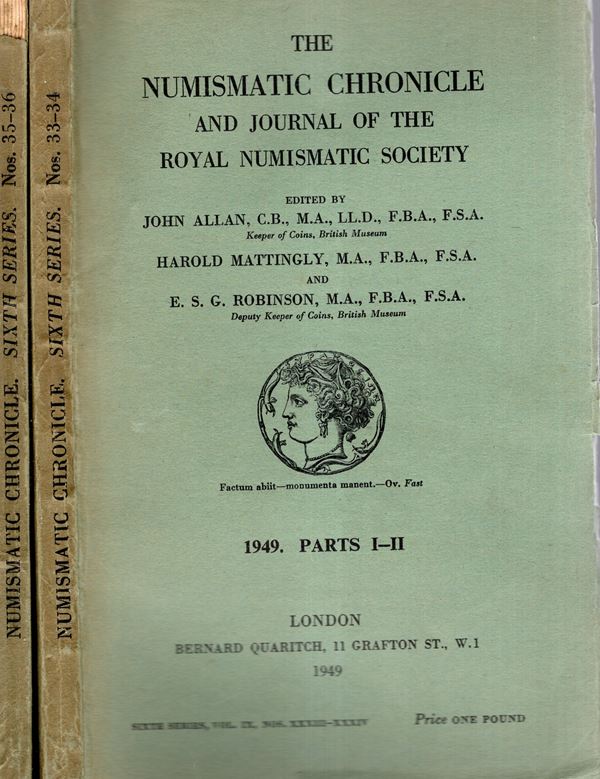 NUMISMATIC CHRONICLE. SIXTH SERIES. Nos. 35-36
NUMISMATIC CHRONICLE. SIXTH SERIES. Nos. 33-34
THE
NUMISMATIC CHRONICLE
AND JOURNAL OF THE
ROYAL NUMISMATIC SOCIETY
EDITED BY
JOHN ALLAN, C.B., M.A., LL.D., F.B.A., F.S.A.
Keeper of Coins, British Museum
HAROLD MATTINGLY, M.A., F.B.A., F.S.A.
AND
E. S. G. ROBINSON, M.A., F.B.A., F.S.A.
Deputy Keeper of Coins, British Museum
Factum abiit—monumenta manent.—Ov. Fast
1949. PARTS I–II
LONDON
BERNARD QUARITCH, 11 GRAFTON ST., W.1
1949
SIXTH SERIES, VOL. IX, NOS. XXXIII–XXXIV
Price ONE POUND